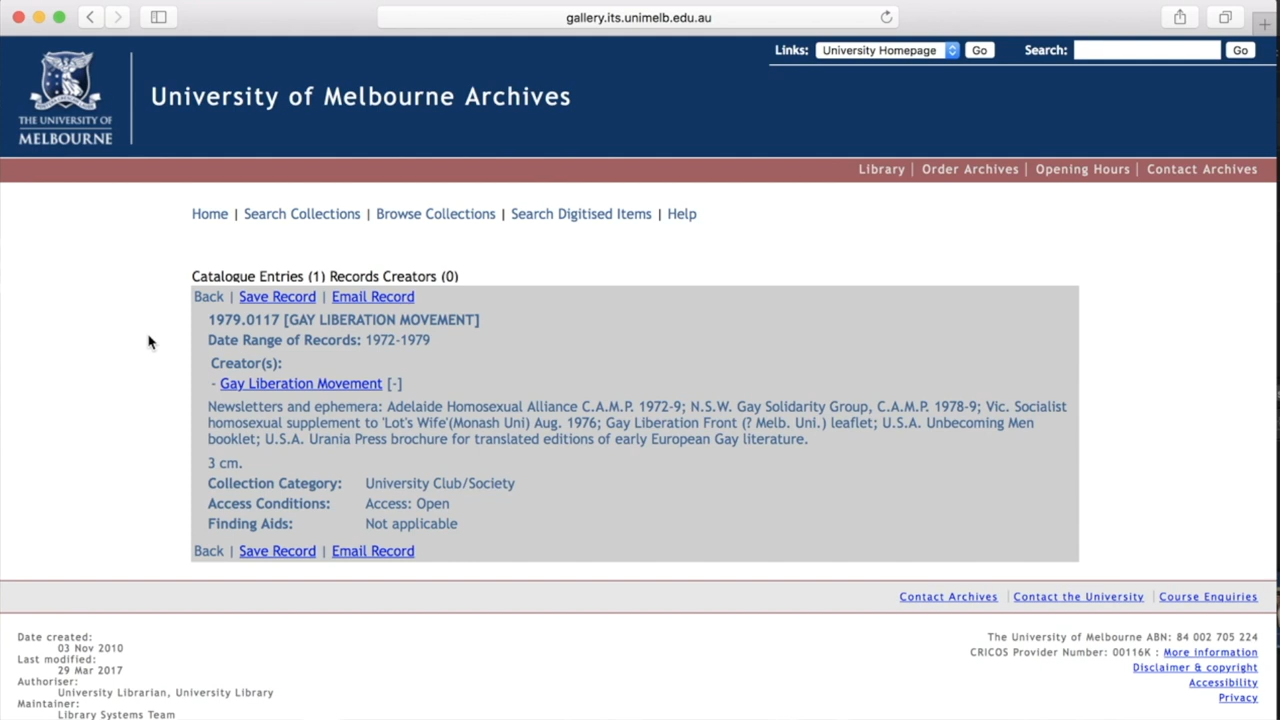 gallery.its.unimelb.edu.au
Links: University Homepage Go Search: Go
THE UNIVERSITY OF
MELBOURNE
University of Melbourne Archives
Library | Order Archives | Opening Hours | Contact Archives
Home | Search Collections | Browse Collections | Search Digitised Items | Help
Catalogue Entries (1) Records Creators (0)
Back | Save Record | Email Record
1979.0117 [GAY LIBERATION MOVEMENT]
Date Range of Records: 1972-1979
Creator(s):
- Gay Liberation Movement [-]
Newsletters and ephemera: Adelaide Homosexual Alliance C.A.M.P. 1972-9; N.S.W. Gay Solidarity Group, C.A.M.P. 1978-9; Vic. Socialist
homosexual supplement to 'Lot's Wife'(Monash Uni) Aug. 1976; Gay Liberation Front (? Melb. Uni.) leaflet; U.S.A. Unbecoming Men
booklet; U.S.A. Urania Press brochure for translated editions of early European Gay literature.
3 cm.
Collection Category: University Club/Society
Access Conditions: Access: Open
Finding Aids: Not applicable
Back | Save Record | Email Record
Contact Archives | Contact the University | Course Enquiries
Date created:
03 Nov 2010
Last modified:
29 Mar 2017
Authoriser:
University Librarian, University Library
Maintainer:
Library Systems Team
The University of Melbourne ABN: 84 002 705 224
CRICOS Provider Number: 00116K : More information
Disclaimer & copyright
Accessibility
Privacy